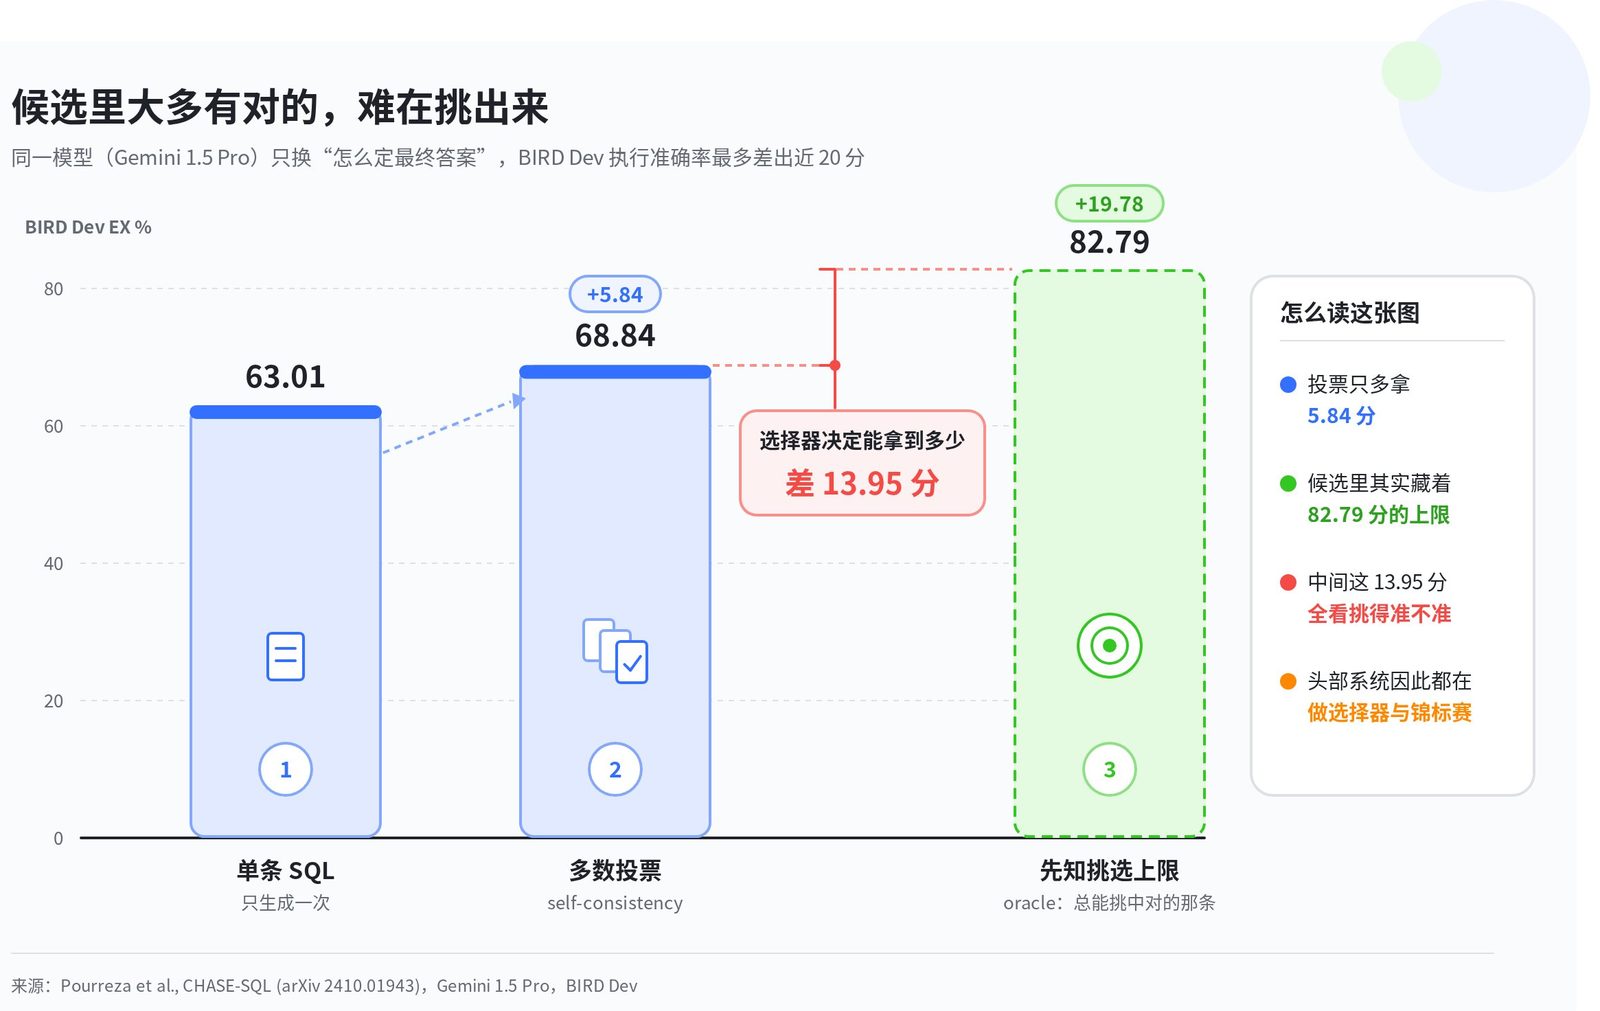 候选里大多有对的，难在挑出来
同一模型（Gemini 1.5 Pro）只换“怎么定最终答案”，BIRD Dev 执行准确率最多差出近 20 分
BIRD Dev EX %
80
60
40
20
0
63.01
+5.84
68.84
+19.78
82.79
选择器决定能拿到多少
差 13.95 分
1
2
3
单条 SQL
只生成一次
多数投票
self-consistency
先知挑选上限
oracle：总能挑中对的那条
怎么读这张图
投票只多拿
5.84 分
候选里其实藏着
82.79 分的上限
中间这 13.95 分
全看挑得准不准
头部系统因此都在
做选择器与锦标赛
来源：Pourreza et al., CHASE-SQL (arXiv 2410.01943)，Gemini 1.5 Pro，BIRD Dev